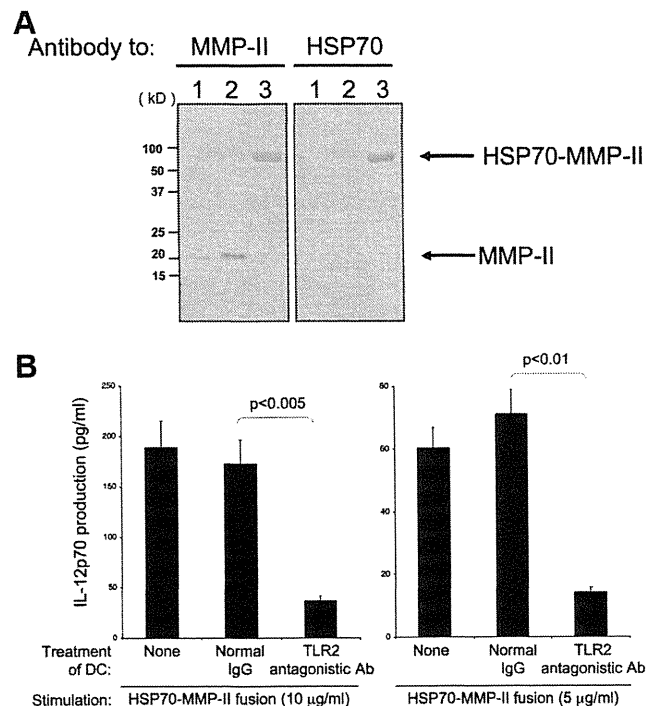 A
Antibody to: MMP-II HSP70
1 2 3 1 2 3
( kD)
100
50
37
25
20
15
HSP70-MMP-II
MMP-II
B
IL-12p70 production (pg/ml)
250
200
150
100
50
0
p<0.005
80
60
40
20
0
p<0.01
Treatment of DC:
None
Normal IgG
TLR2 antagonistic Ab
None
Normal IgG
TLR2 antagonistic Ab
Stimulation: HSP70-MMP-II fusion (10 μg/ml) HSP70-MMP-II fusion (5 μg/ml)